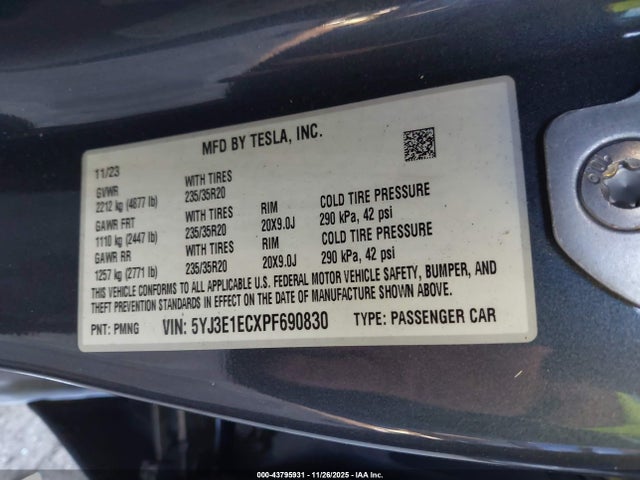 MFD BY TESLA, INC.
11/23
GVWR
2212 kg (4877 lb)
WITH TIRES
235/35R20
GAWR FRT
1110 kg (2447 lb)
WITH TIRES
235/35R20
RIM
20X9.0J
COLD TIRE PRESSURE
290 kPa, 42 psi
GAWR RR
1257 kg (2771 lb)
WITH TIRES
235/35R20
RIM
20X9.0J
COLD TIRE PRESSURE
290 kPa, 42 psi
THIS VEHICLE CONFORMS TO ALL APPLICABLE U.S. FEDERAL MOTOR VEHICLE SAFETY, BUMPER, AND
THEFT PREVENTION STANDARDS IN EFFECT ON THE DATE OF MANUFACTURE SHOWN ABOVE.
PNT: PMNG VIN: 5YJ3E1ECXPF690830 TYPE: PASSENGER CAR
000-43795931 - 11/26/2025 - IAA Inc.